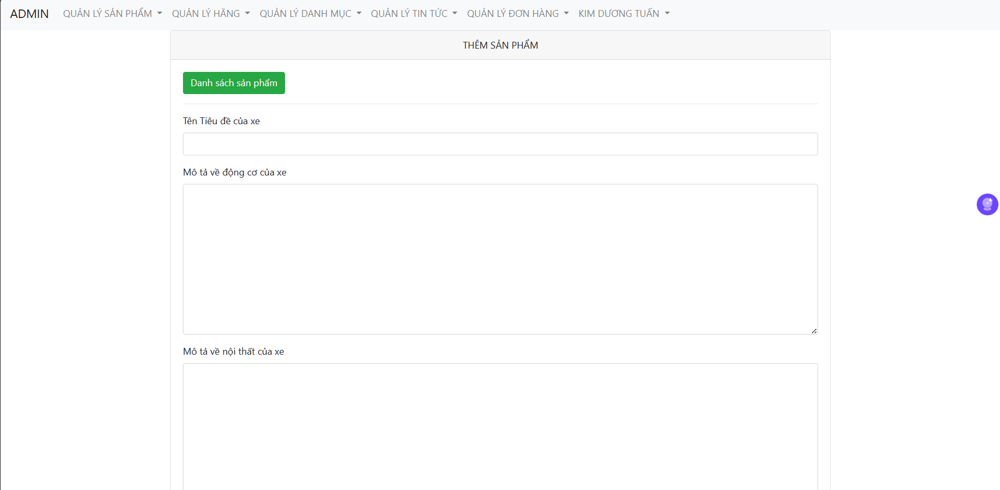 ADMIN QUẢN LÝ SẢN PHẨM QUẢN LÝ HÃNG QUẢN LÝ DANH MỤC QUẢN LÝ TIN TỨC QUẢN LÝ ĐƠN HÀNG KIM DƯƠNG TUẤN
THÊM SẢN PHẨM
Danh sách sản phẩm
Tên Tiêu đề của xe
Mô tả về động cơ của xe
Mô tả về nội thất của xe